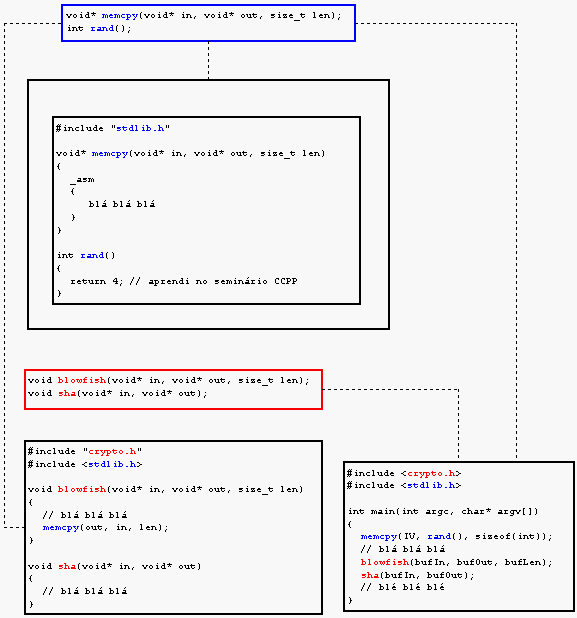 void* memcpy(void* in, void* out, size_t len);
int rand();
#include "stdlib.h"
void* memcpy(void* in, void* out, size_t len)
{
_asm
{
blá blá blá
}
}
int rand()
{
return 4; // aprendi no seminário CCPP
}
void blowfish(void* in, void* out, size_t len);
void sha(void* in, void* out);
#include "crypto.h"
#include <stdlib.h>
void blowfish(void* in, void* out, size_t len)
{
// blá blá blá
memcpy(out, in, len);
}
void sha(void* in, void* out)
{
// blá blá blá
}
#include <crypto.h>
#include <stdlib.h>
int main(int argc, char* argv[])
{
memcpy(IV, rand(), sizeof(int));
// blá blá blá
blowfish(bufIn, bufOut, bufLen);
sha(bufIn, bufOut);
// blé blé blé
}